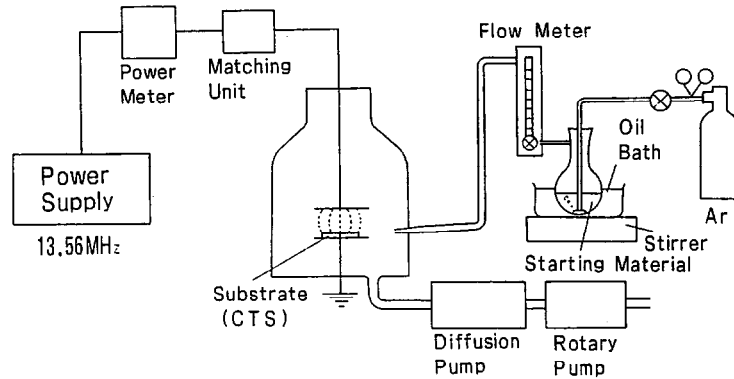 Power
Meter
Matching
Unit
Flow Meter
Oil
Bath
Power
Supply
13.56MHz
Ar
Stirrer
Starting Material
Substrate
(CTS)
Diffusion
Pump
Rotary
Pump